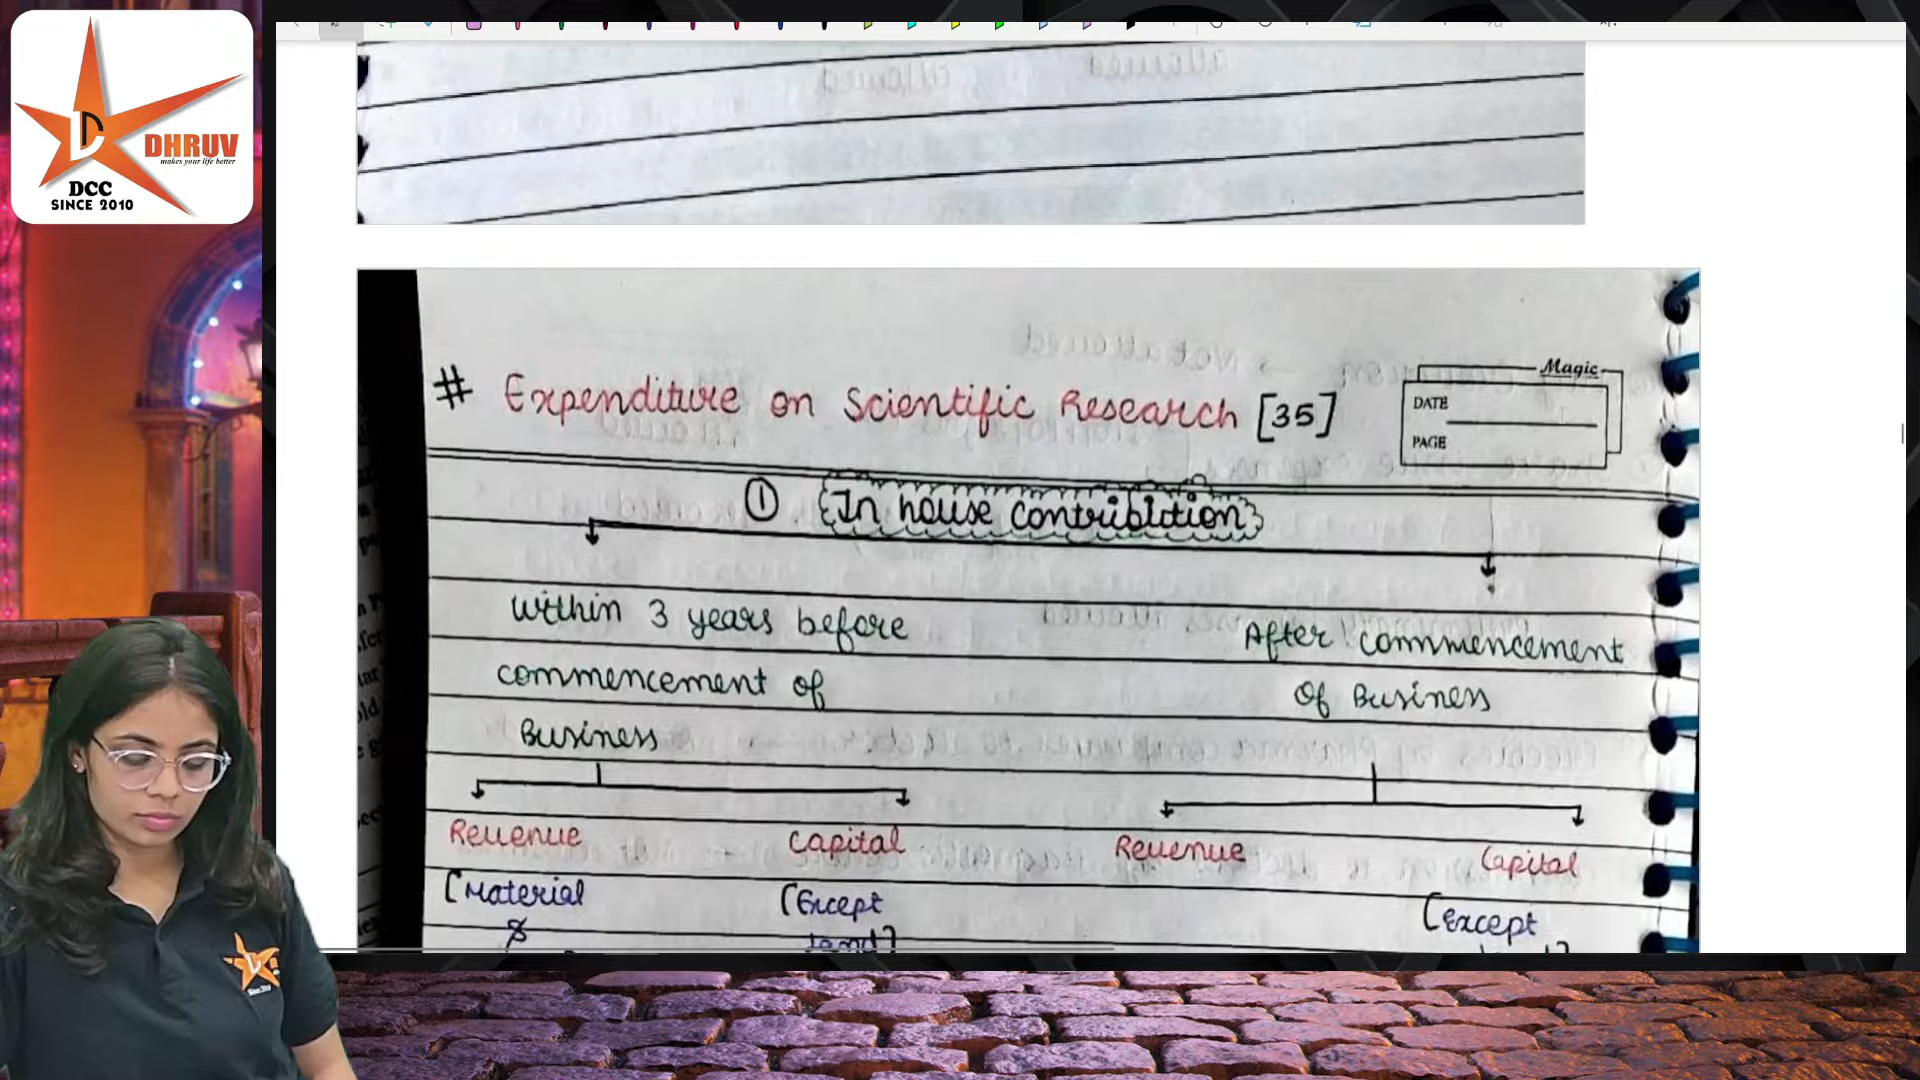 DHRUV
makes your life better
DCC
SINCE 2010
# Expenditure on Scientific Research [35]
Magic
DATE
PAGE
① In house contribution
within 3 years before
commencement of
Business
After commencement
of Business
Revenue
Capital
Revenue
Capital
[Material
&
[Except
land]
[Except